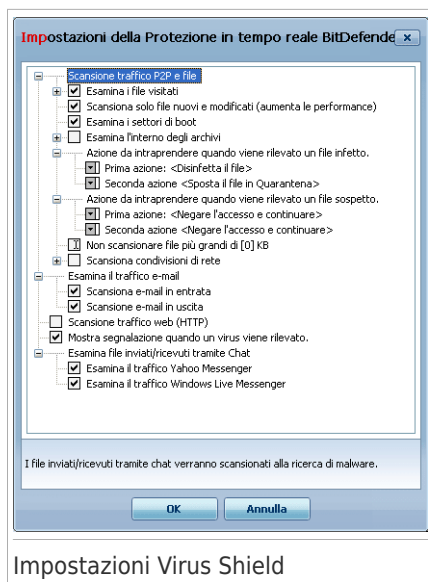 Impostazioni della Protezione in tempo reale BitDefende
Scansione traffico P2P e file
Esamina i file visitati
Scansiona solo file nuovi e modificati (aumenta le performance)
Esamina i settori di boot
Esamina l'interno degli archivi
Azione da intraprendere quando viene rilevato un file infetto.
Prima azione: <Disinfetta il file>
Seconda azione <Sposta il file in Quarantena>
Azione da intraprendere quando viene rilevato un file sospetto.
Prima azione: <Negare l'accesso e continuare>
Seconda azione <Negare l'accesso e continuare>
Non scansionare file più grandi di [0] KB
Scansiona condivisioni di rete
Esamina il traffico e-mail
Scansiona e-mail in entrata
Scansione e-mail in uscita
Scansione traffico web (HTTP)
Mostra segnalazione quando un virus viene rilevato.
Esamina file inviati/ricevuti tramite Chat
Esamina il traffico Yahoo Messenger
Esamina il traffico Windows Live Messenger
I file inviati/ricevuti tramite chat verranno scansionati alla ricerca di malware.
OK Annulla
Impostazioni Virus Shield